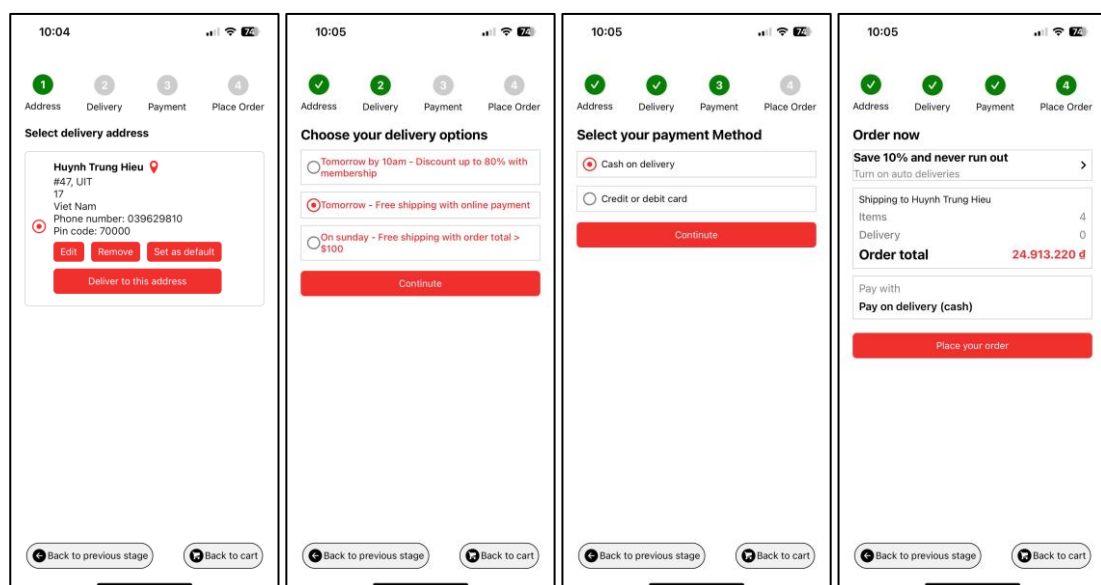 10:04
74
1
2
3
4
Address
Delivery
Payment
Place Order
Select delivery address
Huynh Trung Hieu
#47, UIT
17
Viet Nam
Phone number: 039629810
Pin code: 70000
Edit
Remove
Set as default
Deliver to this address
Back to previous stage
Back to cart
10:05
74
2
3
4
Address
Delivery
Payment
Place Order
Choose your delivery options
Tomorrow by 10am - Discount up to 80% with
membership
Tomorrow - Free shipping with online payment
On sunday - Free shipping with order total >
$100
Continute
Back to previous stage
Back to cart
10:05
74
3
4
Address
Delivery
Payment
Place Order
Select your payment Method
Cash on delivery
Credit or debit card
Continute
Back to previous stage
Back to cart
10:05
74
4
Address
Delivery
Payment
Place Order
Order now
Save 10% and never run out
Turn on auto deliveries
Shipping to Huynh Trung Hieu
Items 4
Delivery 0
Order total 24.913.220 ₫
Pay with
Pay on delivery (cash)
Place your order
Back to previous stage
Back to cart